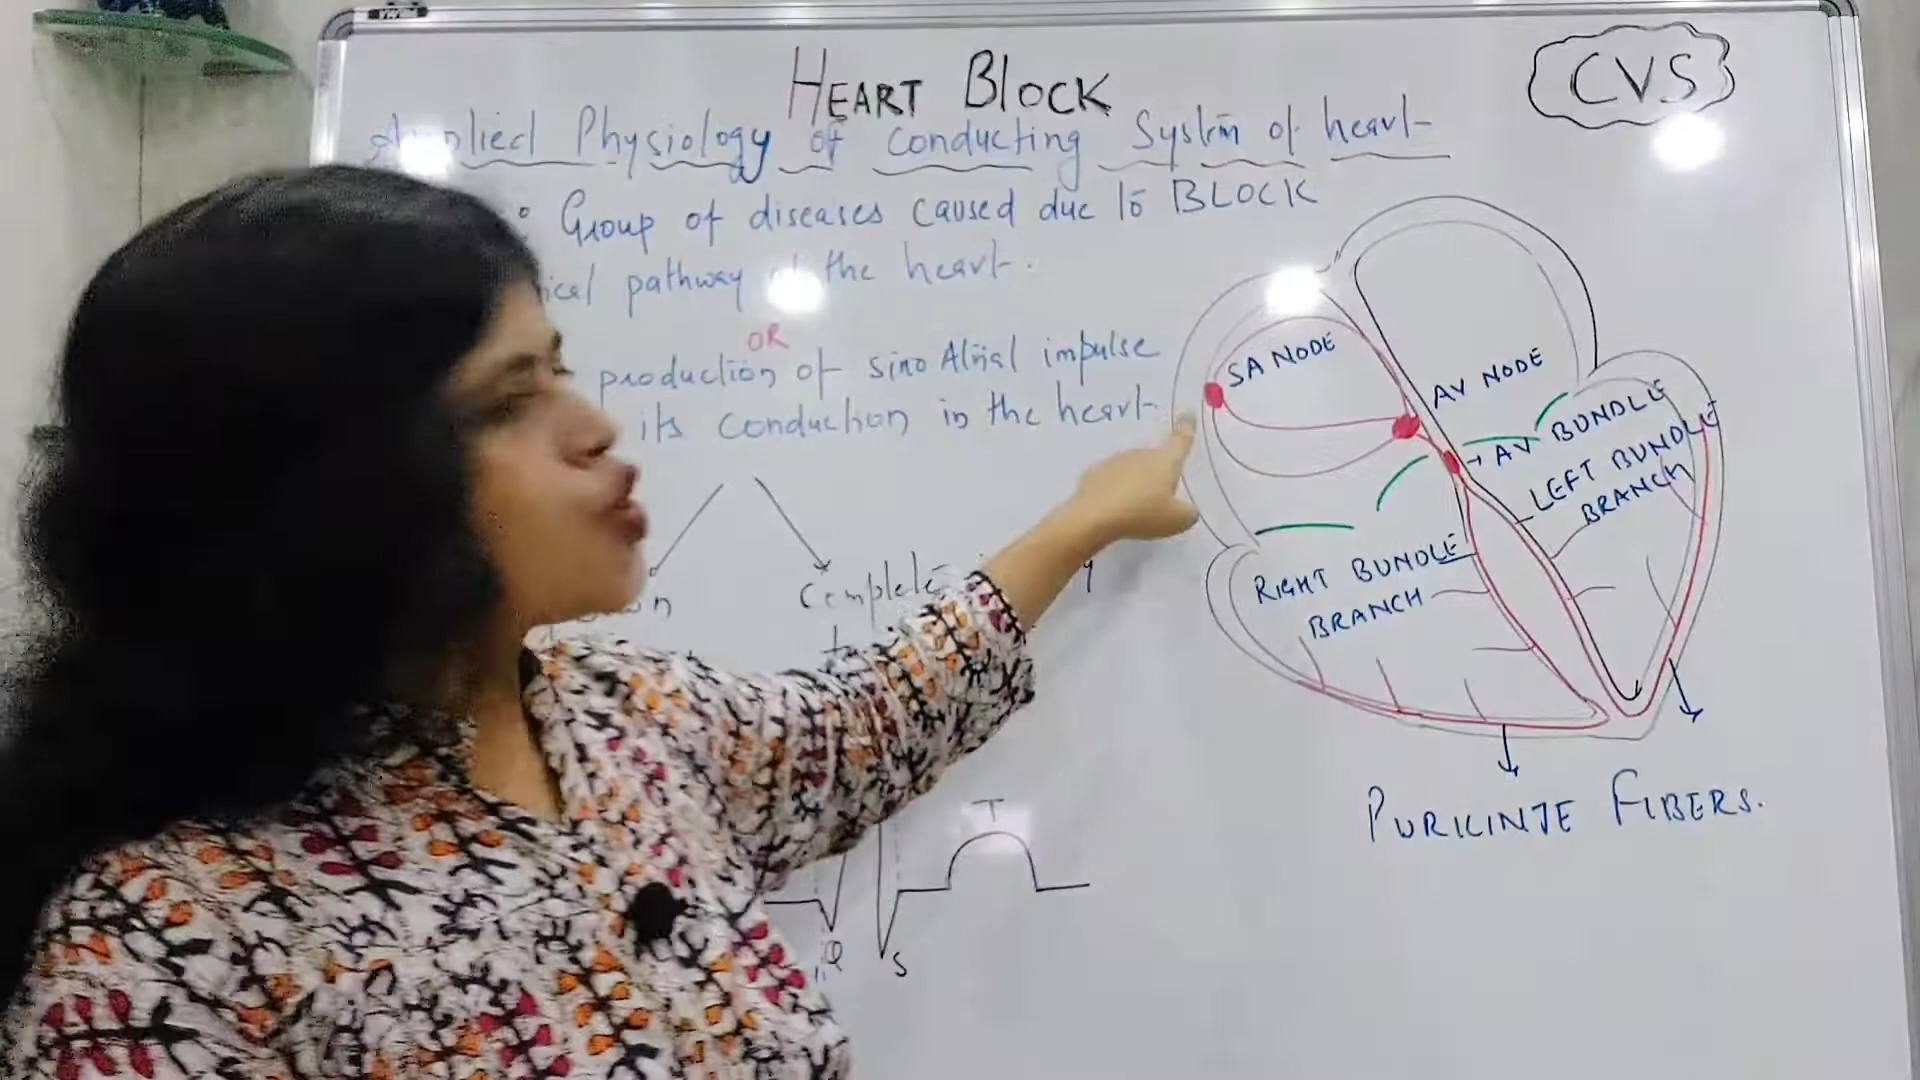 HEART BLOCK
CVS
Applied Physiology of Conducting System of heart
: Group of diseases caused due to BLOCK
ical pathway the heart.
OR
production of sino Atrial impulse
its conduction in the heart
Complete
SA NODE
AV NODE
AV BUNDLE
LEFT BUNDLE
BRANCH
RIGHT BUNDLE
BRANCH
PURKINJE FIBERS.
T
Q
S